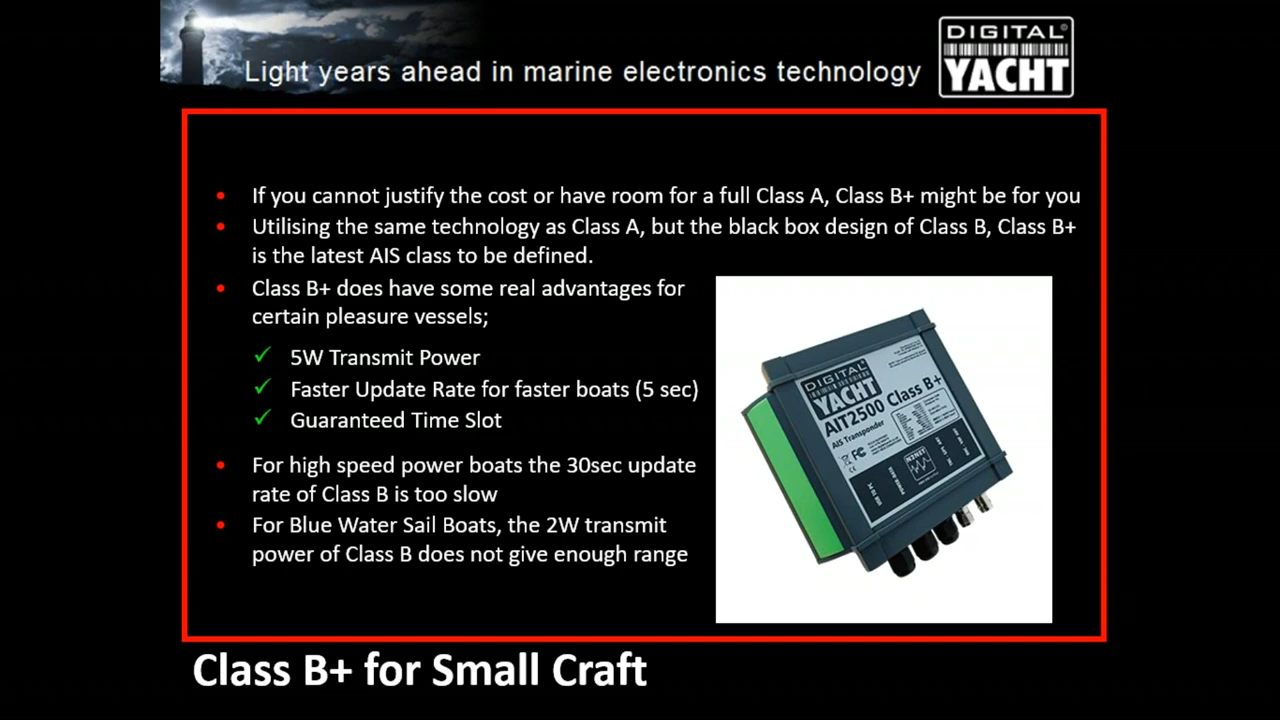 Light years ahead in marine electronics technology
DIGITAL
YACHT
• If you cannot justify the cost or have room for a full Class A, Class B+ might be for you
• Utilising the same technology as Class A, but the black box design of Class B, Class B+
is the latest AIS class to be defined.
• Class B+ does have some real advantages for
certain pleasure vessels;
✓ 5W Transmit Power
✓ Faster Update Rate for faster boats (5 sec)
✓ Guaranteed Time Slot
• For high speed power boats the 30sec update
rate of Class B is too slow
• For Blue Water Sail Boats, the 2W transmit
power of Class B does not give enough range
DIGITAL
YACHT
AIT2500 Class B+
AIS Transponder
FC
N2NET
Class B+ for Small Craft